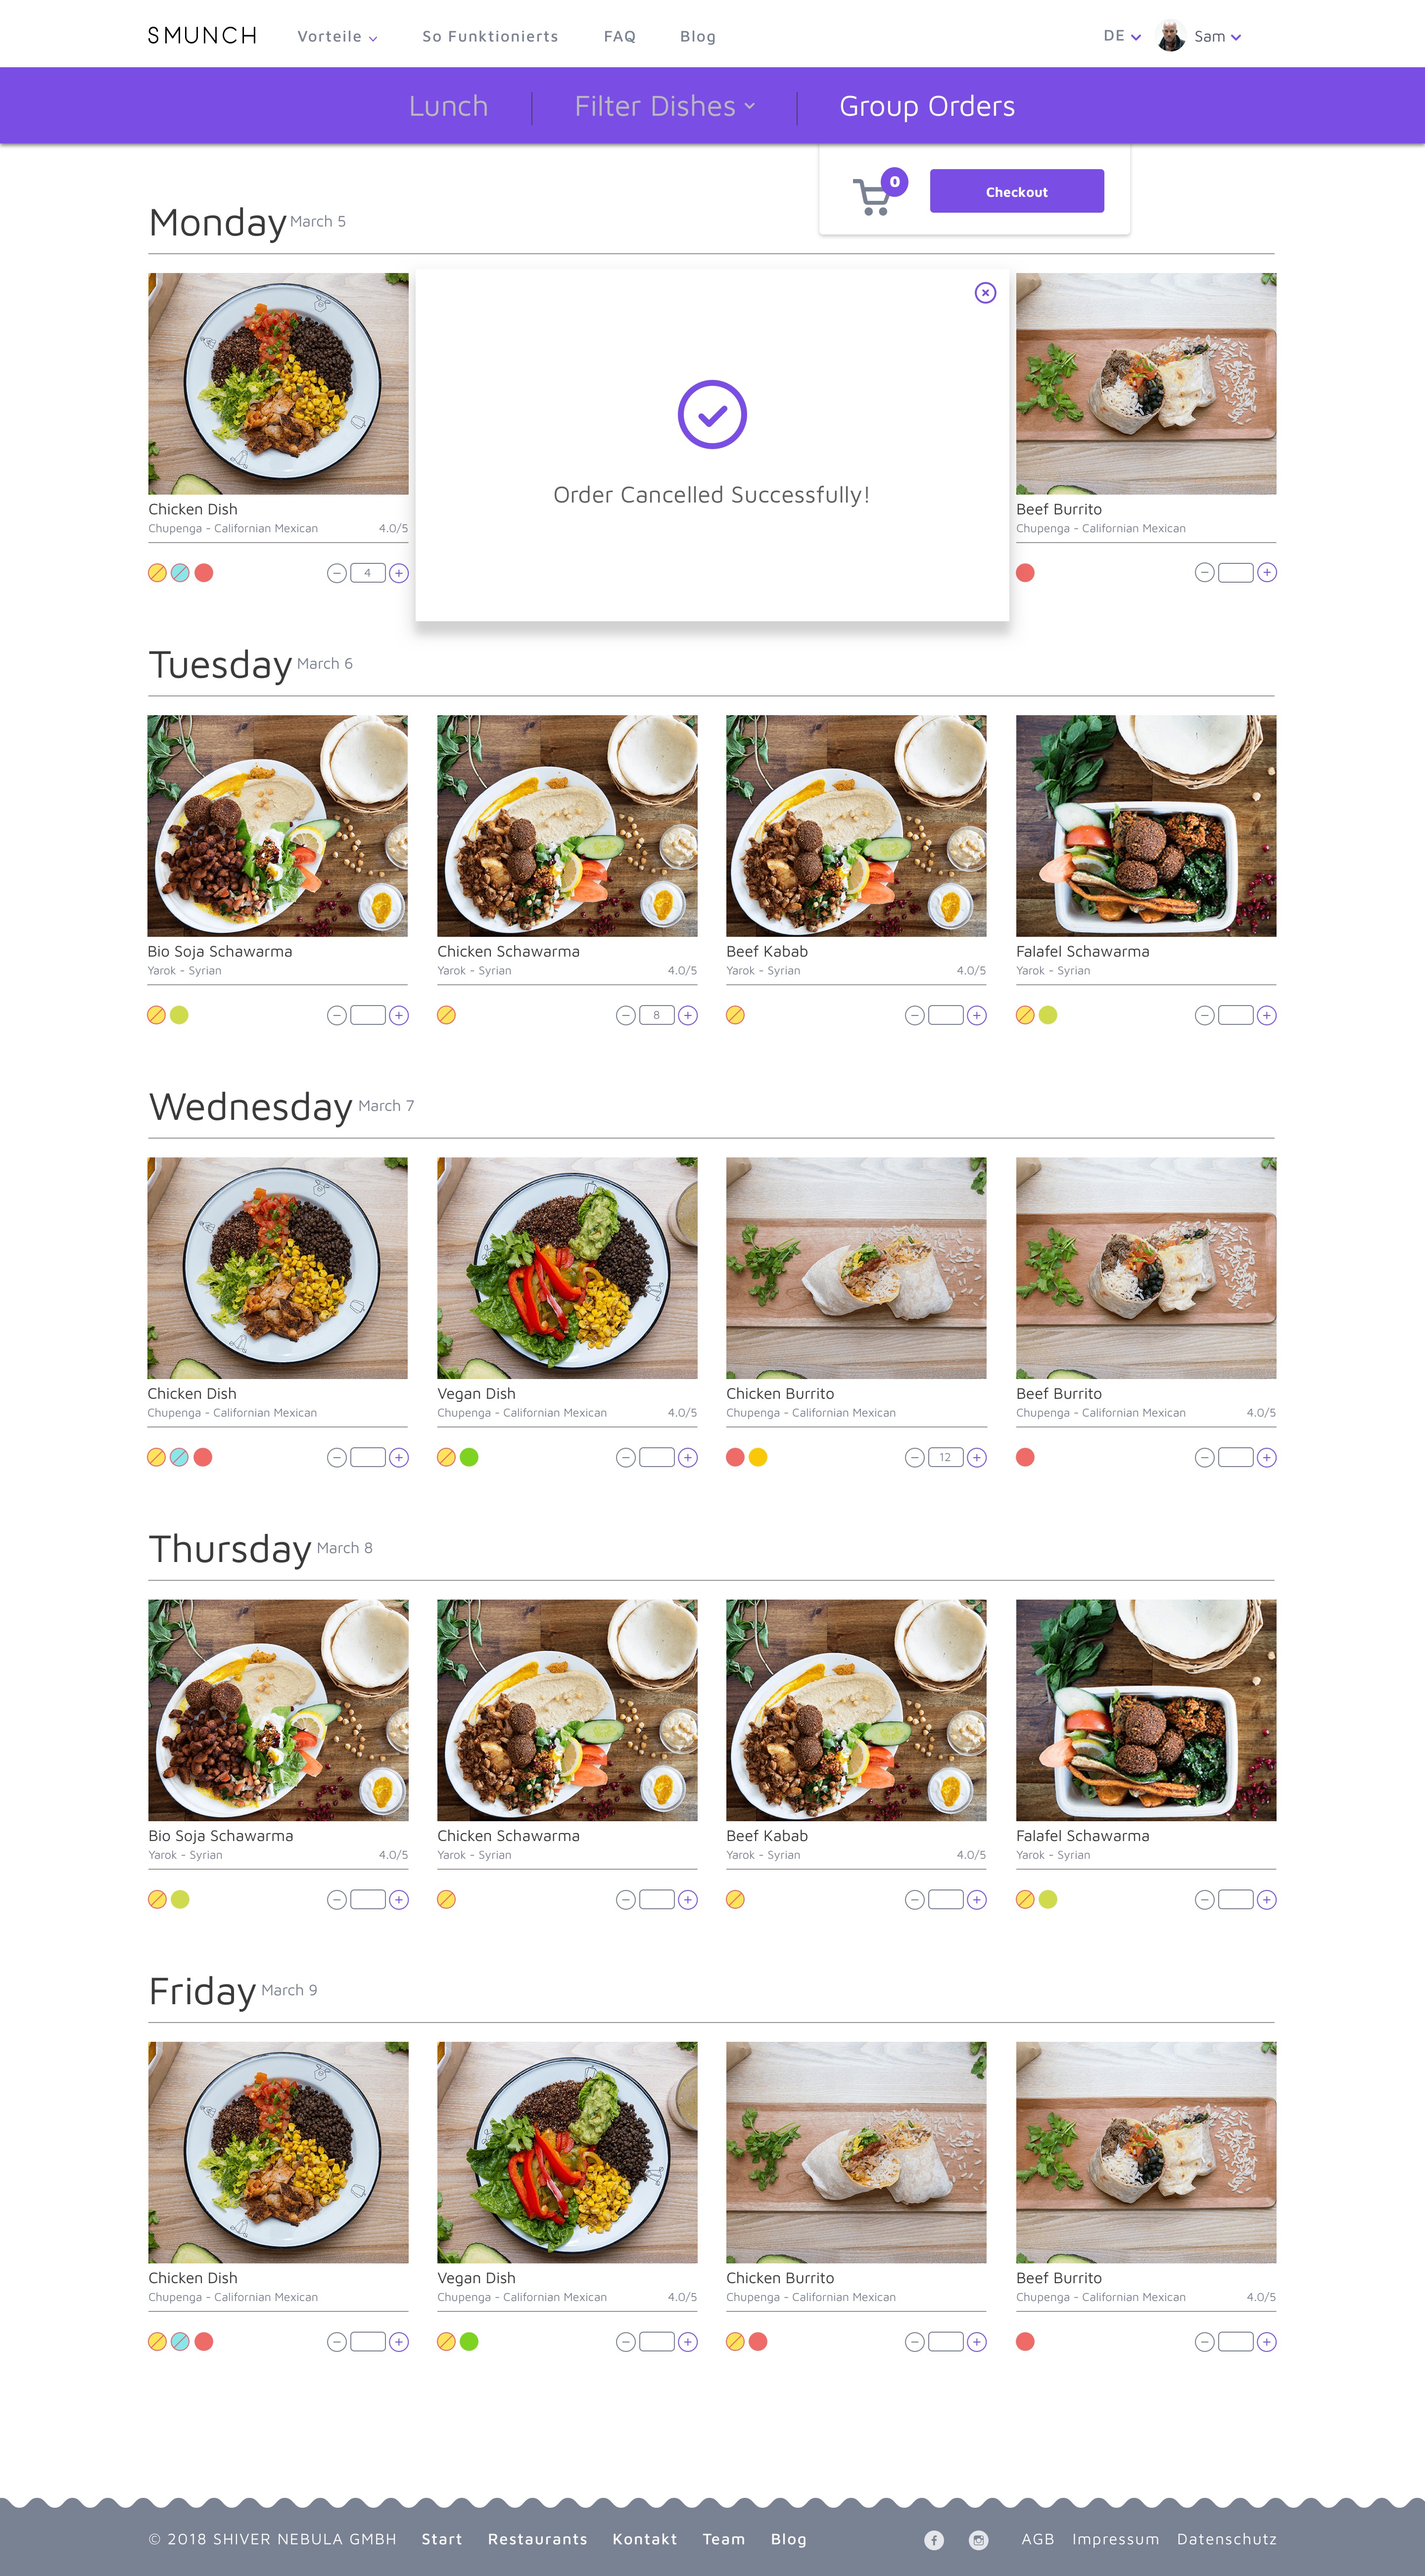 SMUNCH Vorteile So Funktionierts FAQ Blog DE Sam
Lunch Filter Dishes Group Orders
0 Checkout
Monday March 5
Order Cancelled Successfully!
Chicken Dish Beef Burrito
Chupenga - Californian Mexican 4.0/5 Chupenga - Californian Mexican
4
Tuesday March 6
Bio Soja Schawarma Chicken Schawarma Beef Kabab Falafel Schawarma
Yarok - Syrian Yarok - Syrian 4.0/5 Yarok - Syrian 4.0/5 Yarok - Syrian
8
Wednesday March 7
Chicken Dish Vegan Dish Chicken Burrito Beef Burrito
Chupenga - Californian Mexican Chupenga - Californian Mexican 4.0/5 Chupenga - Californian Mexican Chupenga - Californian Mexican 4.0/5
12
Thursday March 8
Bio Soja Schawarma Chicken Schawarma Beef Kabab Falafel Schawarma
Yarok - Syrian 4.0/5 Yarok - Syrian Yarok - Syrian 4.0/5 Yarok - Syrian
Friday March 9
Chicken Dish Vegan Dish Chicken Burrito Beef Burrito
Chupenga - Californian Mexican Chupenga - Californian Mexican 4.0/5 Chupenga - Californian Mexican Chupenga - Californian Mexican 4.0/5
© 2018 SHIVER NEBULA GMBH Start Restaurants Kontakt Team Blog AGB Impressum Datenschutz